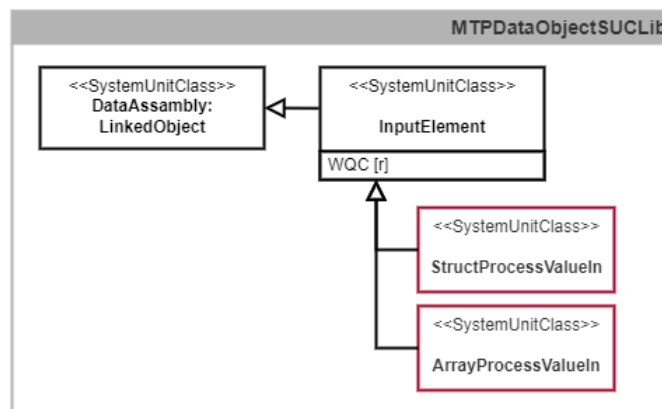 MTPDataObjectSUCLib
<<SystemUnitClass>>
DataAssambly:
LinkedObject
<<SystemUnitClass>>
InputElement
WQC [r]
<<SystemUnitClass>>
StructProcessValueIn
<<SystemUnitClass>>
ArrayProcessValueIn